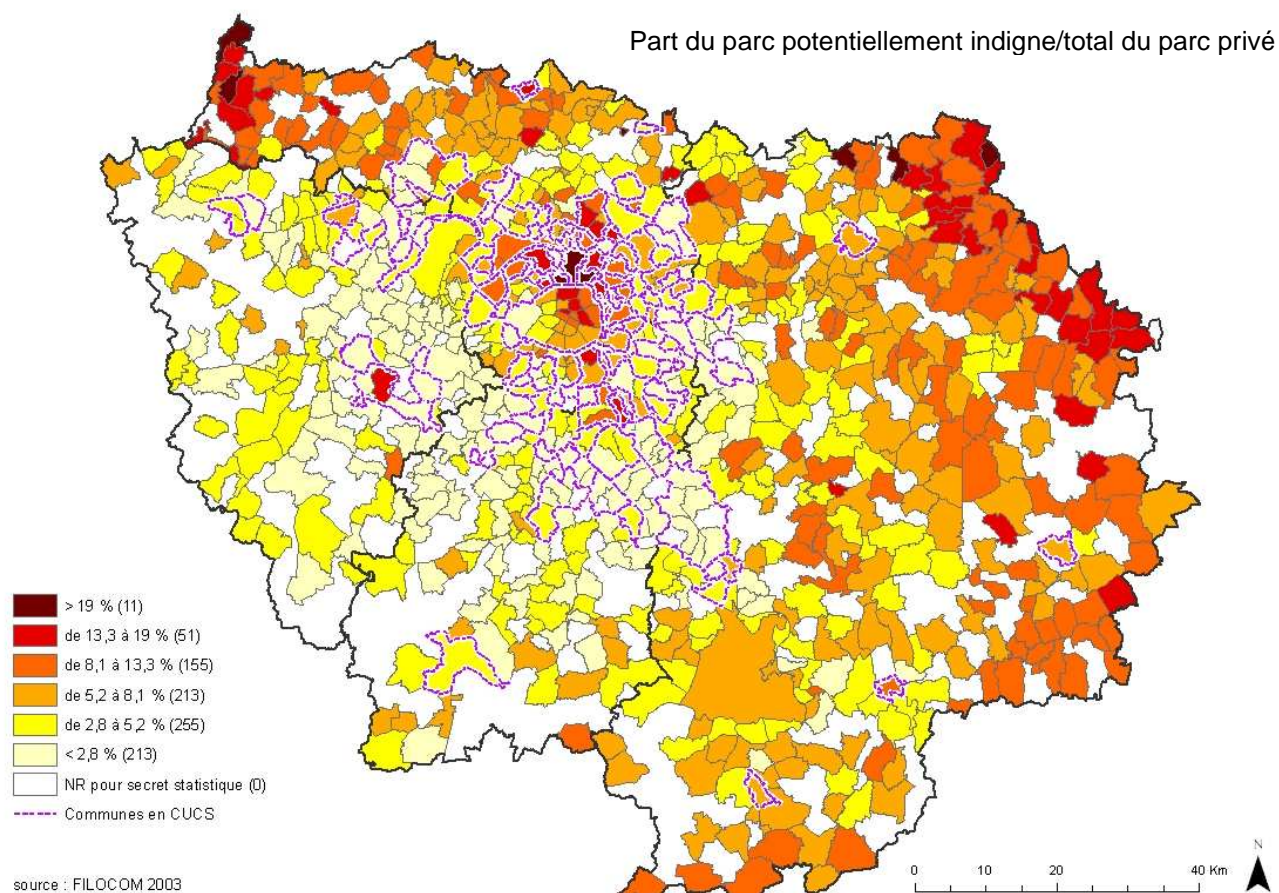 Part du parc potentiellement indigne/total du parc privé
> 19 % (11)
de 13,3 à 19 % (51)
de 8,1 à 13,3 % (155)
de 5,2 à 8,1 % (213)
de 2,8 à 5,2 % (255)
< 2,8 % (213)
NR pour secret statistique (0)
Communes en CUCS
source : FILOCOM 2003
0 10 20 40 Km
N